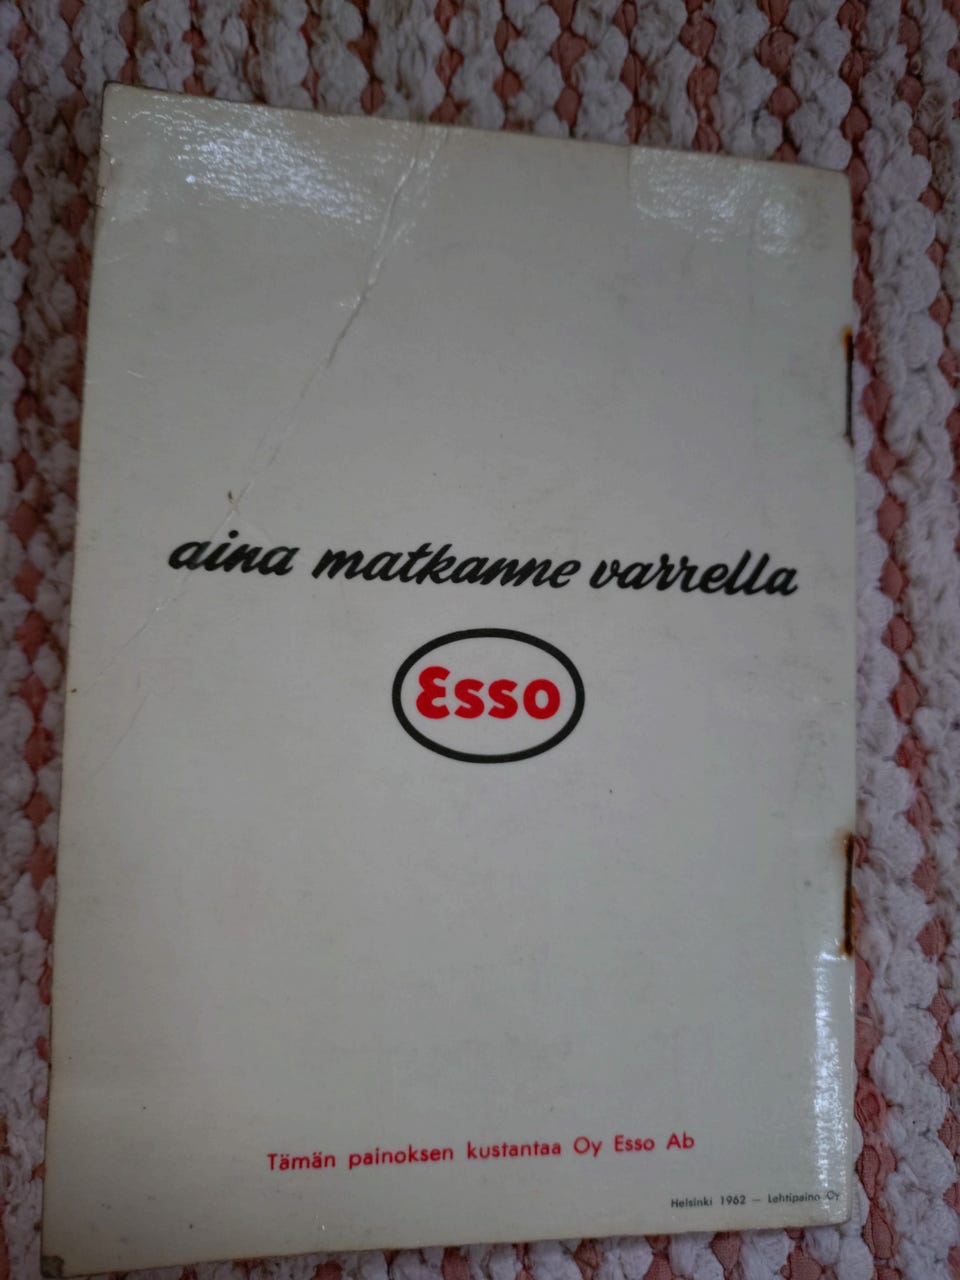 aina matkanne varrella
Esso
Tämän painoksen kustantaa Oy Esso Ab
Helsinki 1962 — Lehtipaino Oy